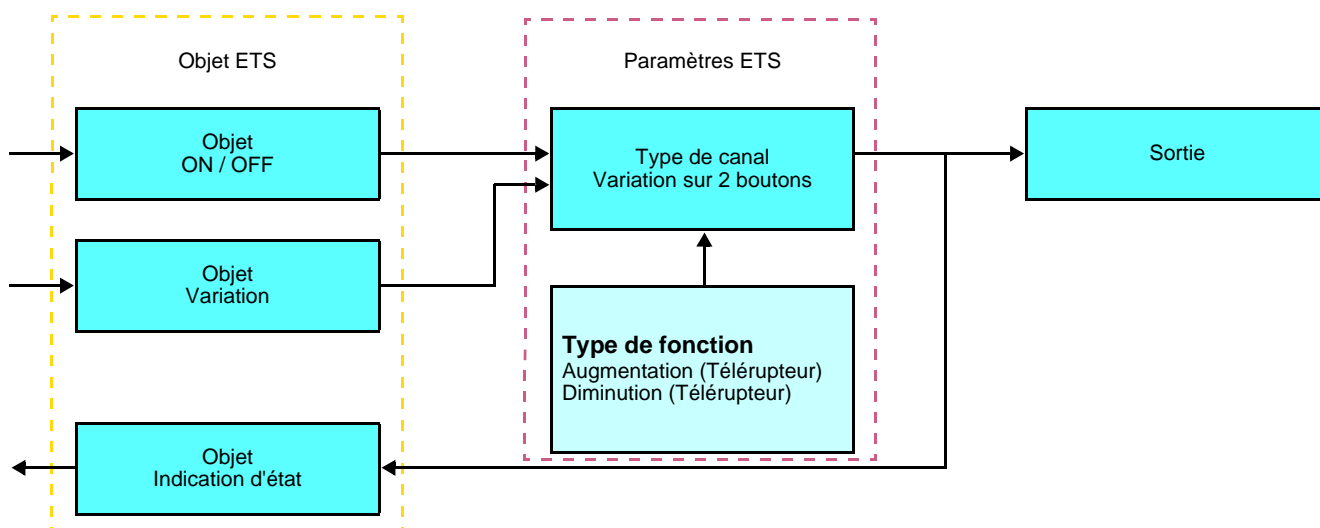 Objet ETS
Paramètres ETS
Objet
ON / OFF
Type de canal
Variation sur 2 boutons
Sortie
Objet
Variation
Type de fonction
Augmentation (Télérupteur)
Diminution (Télérupteur)
Objet
Indication d'état